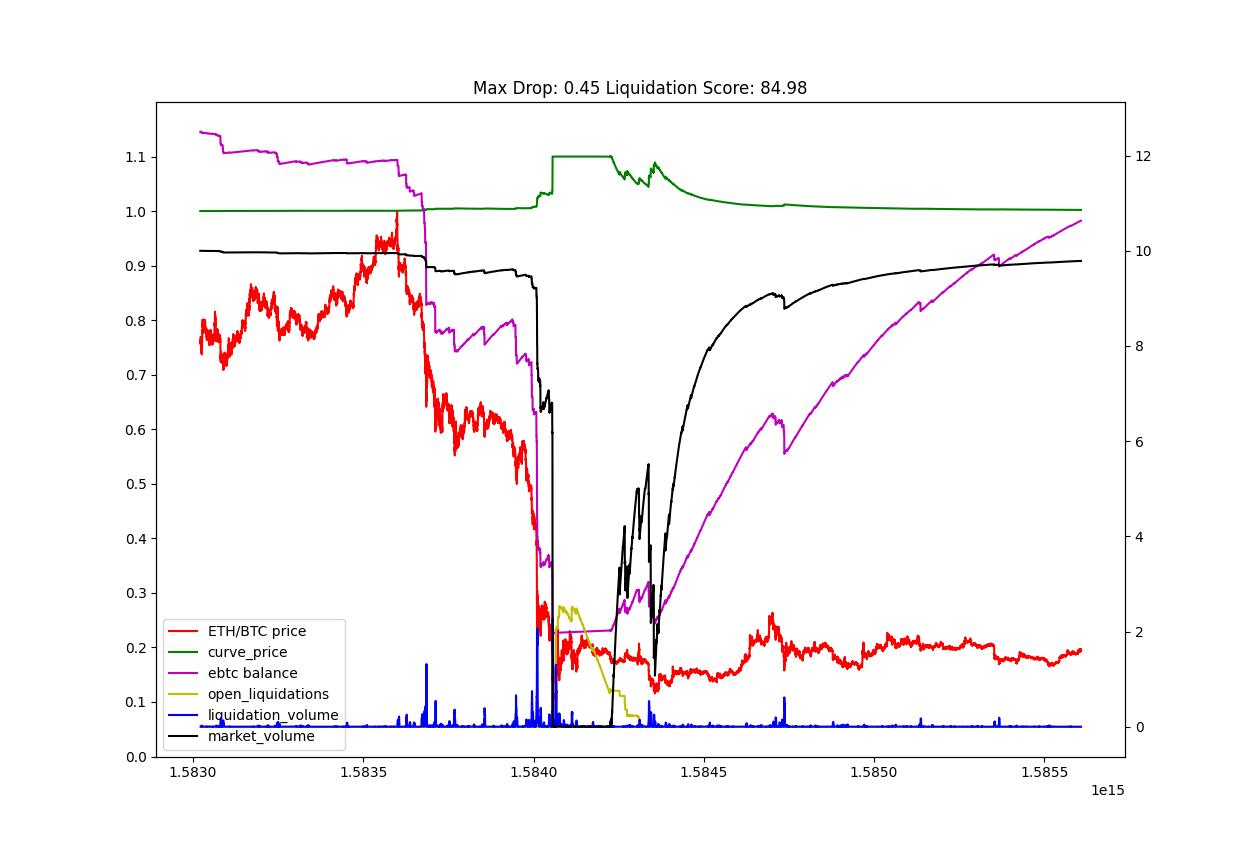 Max Drop: 0.45 Liquidation Score: 84.98
1.1
1.0
0.9
0.8
0.7
0.6
0.5
0.4
0.3
0.2
0.1
0.0
12
10
8
6
4
2
0
ETH/BTC price
curve_price
ebtc balance
open_liquidations
liquidation_volume
market_volume
1.5830 1.5835 1.5840 1.5845 1.5850 1.5855
1e15